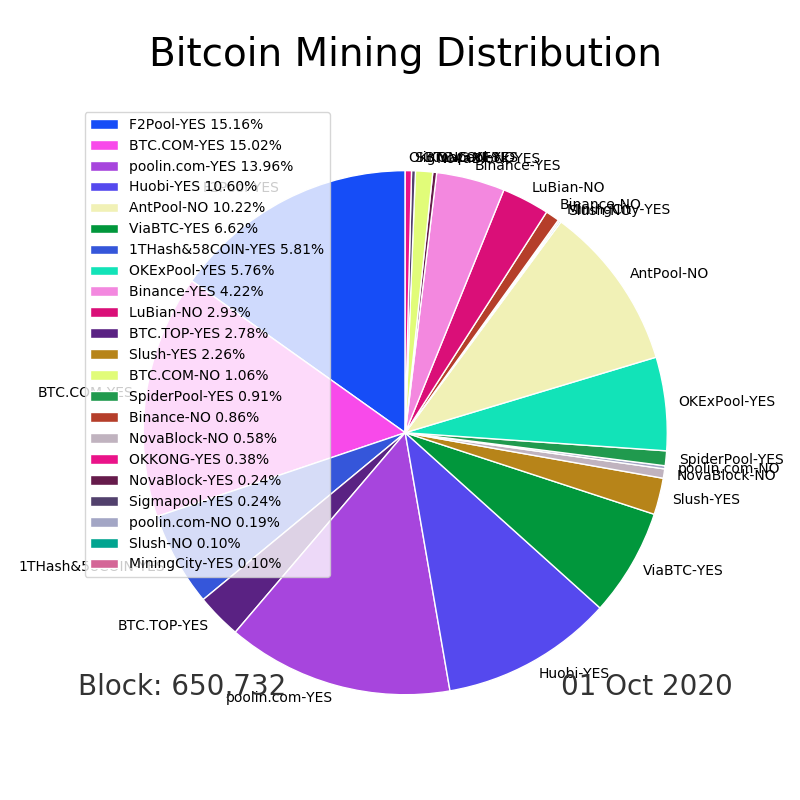 Bitcoin Mining Distribution
F2Pool-YES 15.16%
BTC.COM-YES 15.02%
poolin.com-YES 13.96%
Huobi-YES 10.60%
AntPool-NO 10.22%
ViaBTC-YES 6.62%
1THash&58COIN-YES 5.81%
OKExPool-YES 5.76%
Binance-YES 4.22%
LuBian-NO 2.93%
BTC.TOP-YES 2.78%
Slush-YES 2.26%
BTC.COM-NO 1.06%
SpiderPool-YES 0.91%
Binance-NO 0.86%
NovaBlock-NO 0.58%
OKKONG-YES 0.38%
NovaBlock-YES 0.24%
Sigmapool-YES 0.24%
poolin.com-NO 0.19%
Slush-NO 0.10%
MiningCity-YES 0.10%
Binance-YES
LuBian-NO
Binance-NO
MiningCity-YES
Slush-NO
AntPool-NO
OKExPool-YES
SpiderPool-YES
poolin.com-NO
NovaBlock-NO
Slush-YES
ViaBTC-YES
Huobi-YES
poolin.com-YES
BTC.TOP-YES
1THash&58COIN-YES
BTC.COM-YES
Block: 650,732
01 Oct 2020